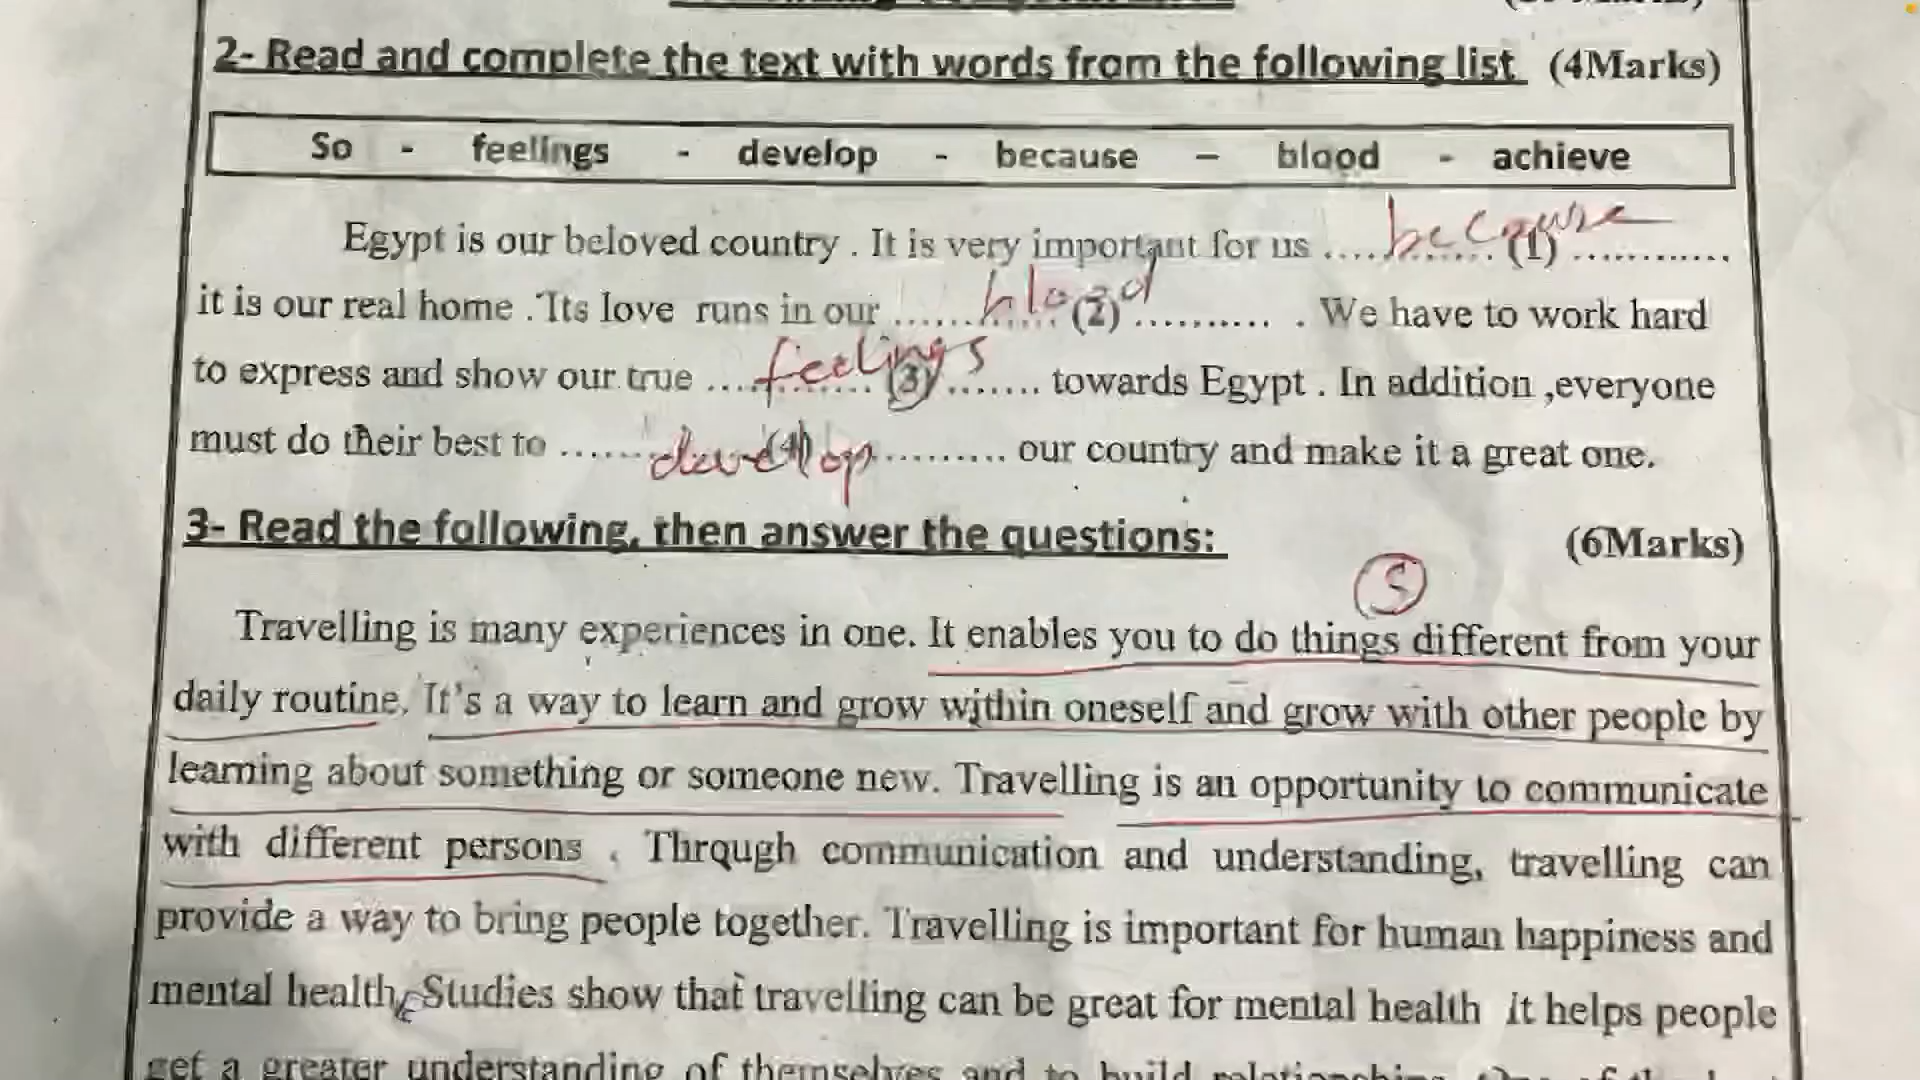 2- Read and complete the text with words from the following list. (4Marks)
So - feelings - develop - because – blood - achieve
Egypt is our beloved country . It is very important for us .... because (1) ............
it is our real home . Its love runs in our ........... blood (2) .......... . We have to work hard
to express and show our true .... feelings (3) ....... towards Egypt . In addition ,everyone
must do their best to ...... develop (4) .......... our country and make it a great one.
3- Read the following, then answer the questions: (6Marks)
5
Travelling is many experiences in one. It enables you to do things different from your
daily routine. It's a way to learn and grow within oneself and grow with other people by
learning about something or someone new. Travelling is an opportunity to communicate
with different persons . Through communication and understanding, travelling can
provide a way to bring people together. Travelling is important for human happiness and
mental health. Studies show that travelling can be great for mental health it helps people
get a greater understanding of themselves and to build